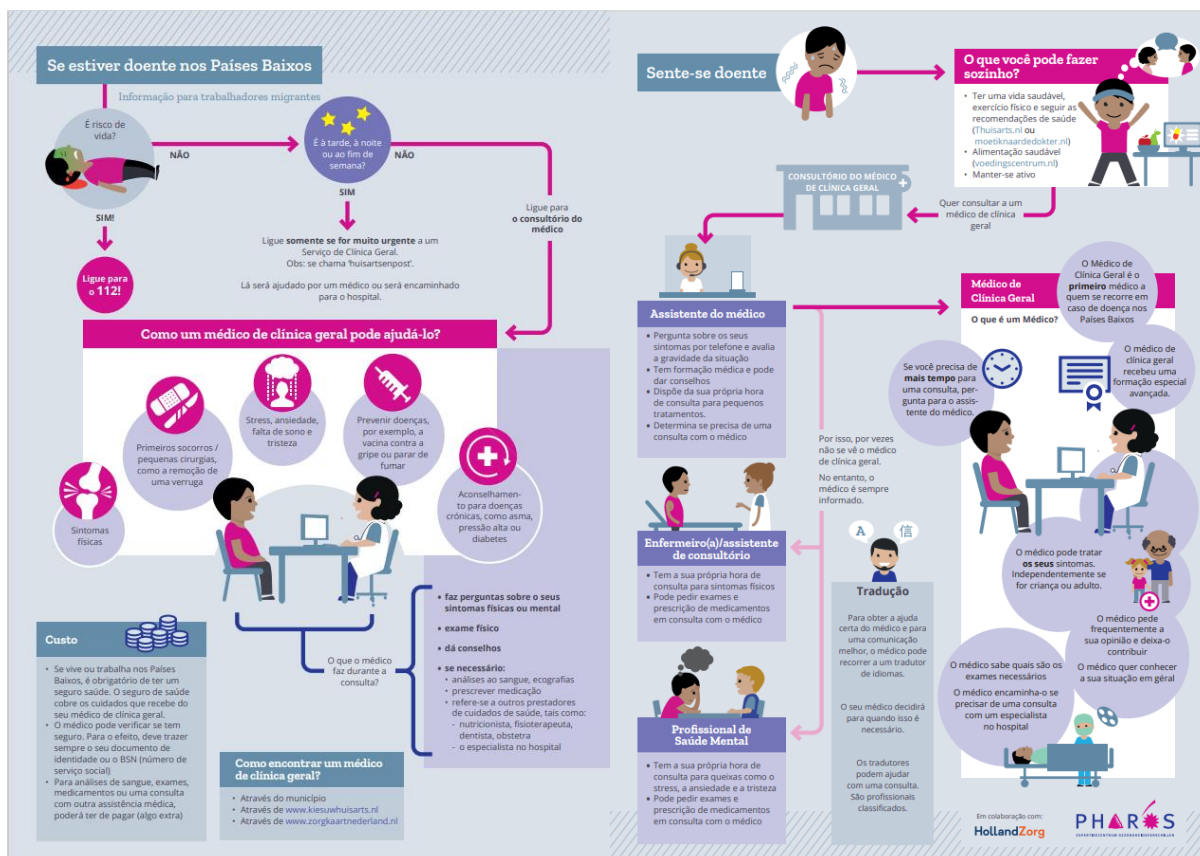 Se estiver doente nos Países Baixos
Informação para trabalhadores migrantes
É risco de
vida?
NÃO
SIM!
Ligue para
o 112!
É à tarde, à noite
ou ao fim de
semana?
NÃO
SIM
Ligue somente se for muito urgente a um
Serviço de Clínica Geral.
Obs: se chama ‘huisartsenpost’.
Lá será ajudado por um médico ou será encaminhado
para o hospital.
Ligue para
o consultório do
médico
Como um médico de clínica geral pode ajudá-lo?
Sintomas
físicas
Primeiros socorros /
pequenas cirurgias,
como a remoção de
uma verruga
Stress, ansiedade,
falta de sono e
tristeza
Prevenir doenças,
por exemplo, a
vacina contra a
gripe ou parar de
fumar
Aconselhamen-
to para doenças
crónicas, como asma,
pressão alta ou
diabetes
O que o médico
faz durante a
consulta?
• faz perguntas sobre o seus
sintomas físicas ou mental
• exame físico
• dá conselhos
• se necessário:
• análises ao sangue, ecografias
• prescrever medicação
• refere-se a outros prestadores
de cuidados de saúde, tais como:
- nutricionista, fisioterapeuta,
dentista, obstetra
- o especialista no hospital
Custo
• Se vive ou trabalha nos Países
Baixos, é obrigatório de ter um
seguro saúde. O seguro de saúde
cobre os cuidados que recebe do
seu médico de clínica geral.
• O médico pode verificar se tem
seguro. Para o efeito, deve trazer
sempre o seu documento de
identidade ou o BSN (número de
serviço social)
• Para análises de sangue, exames,
medicamentos ou uma consulta
com outra assistência médica,
poderá ter de pagar (algo extra)
Como encontrar um médico
de clínica geral?
• Através do município
• Através de www.kiesuwhuisarts.nl
• Através de www.zorgkaartnederland.nl
Sente-se doente
O que você pode fazer
sozinho?
• Ter uma vida saudável,
exercício físico e seguir as
recomendações de saúde
(Thuisarts.nl ou
moetiknaardedokter.nl)
• Alimentação saudável
(voedingscentrum.nl)
• Manter-se ativo
Quer consultar a um
médico de clínica
geral
CONSULTÓRIO DO MÉDICO
DE CLÍNICA GERAL
Assistente do médico
• Pergunta sobre os seus
sintomas por telefone e avalia
a gravidade da situação
• Tem formação médica e pode
dar conselhos
• Dispõe da sua própria hora
de consulta para pequenos
tratamentos.
• Determina se precisa de uma
consulta com o médico
Enfermeiro(a)/assistente
de consultório
• Tem a sua própria hora de
consulta para sintomas físicos
• Pode pedir exames e
prescrição de medicamentos
em consulta com o médico
Profissional de
Saúde Mental
• Tem a sua própria hora de
consulta para queixas como o
stress, a ansiedade e a tristeza
• Pode pedir exames e
prescrição de medicamentos
em consulta com o médico
Por isso, por vezes
não se vê o médico
de clínica geral.
No entanto, o
médico é sempre
informado.
A
信
Tradução
Para obter a ajuda
certa do médico e para
uma comunicação
melhor, o médico pode
recorrer a um tradutor
de idiomas.
O seu médico decidirá
para quando isso é
necessário.
Os tradutores
podem ajudar
com uma consulta.
São profissionais
classificados.
Médico de
Clínica Geral
O que é um Médico?
O Médico de
Clínica Geral é o
primeiro médico a
quem se recorre em
caso de doença nos
Países Baixos
Se você precisa de
mais tempo para
uma consulta, per-
gunta para o assis-
tente do médico.
O médico de
clínica geral
recebeu uma
formação especial
avançada.
O médico pode tratar
os seus sintomas.
Independentemente se
for criança ou adulto.
O médico pede
frequentemente a
sua opinião e deixa-o
contribuir
O médico quer conhecer
a sua situação em géral
O médico sabe quais são os
exames necessários
O médico encaminha-o se
precisar de uma consulta
com um especialista
no hospital
Em colaboração com:
HollandZorg
PHAROS